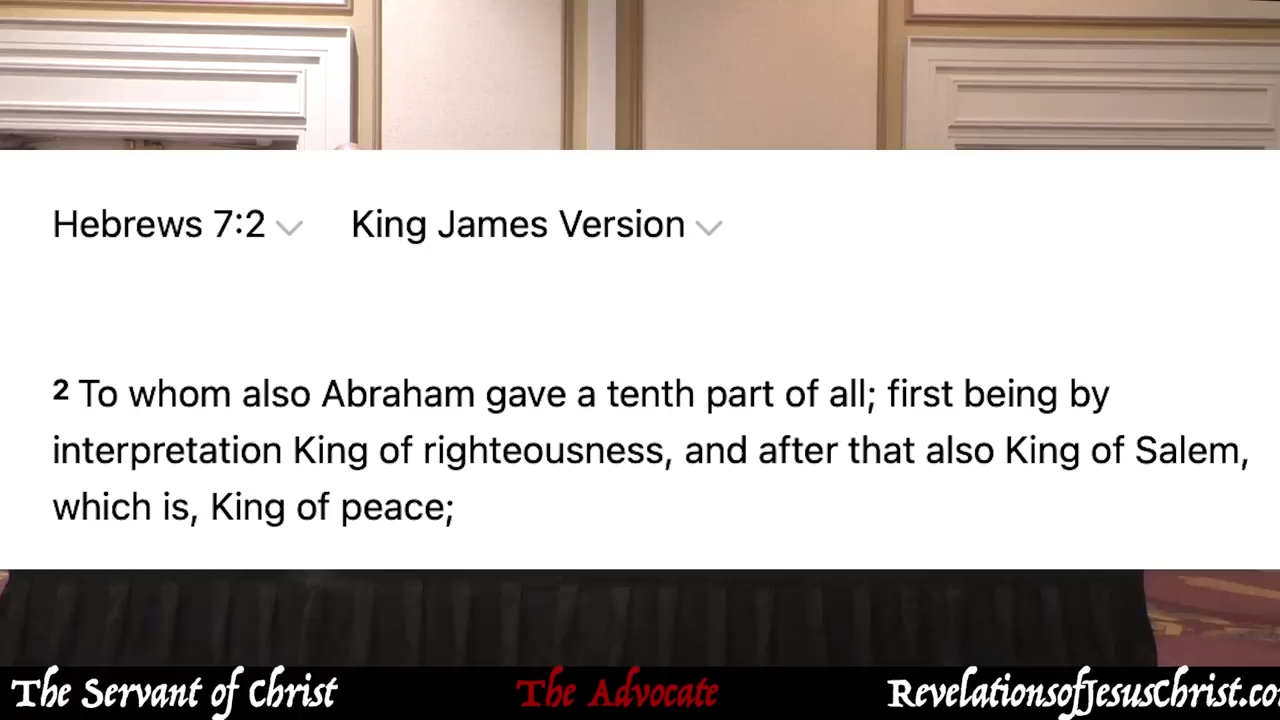 Hebrews 7:2 King James Version
2 To whom also Abraham gave a tenth part of all; first being by
interpretation King of righteousness, and after that also King of Salem,
which is, King of peace;
The Servant of Christ The Advocate RevelationsofJesusChrist.co